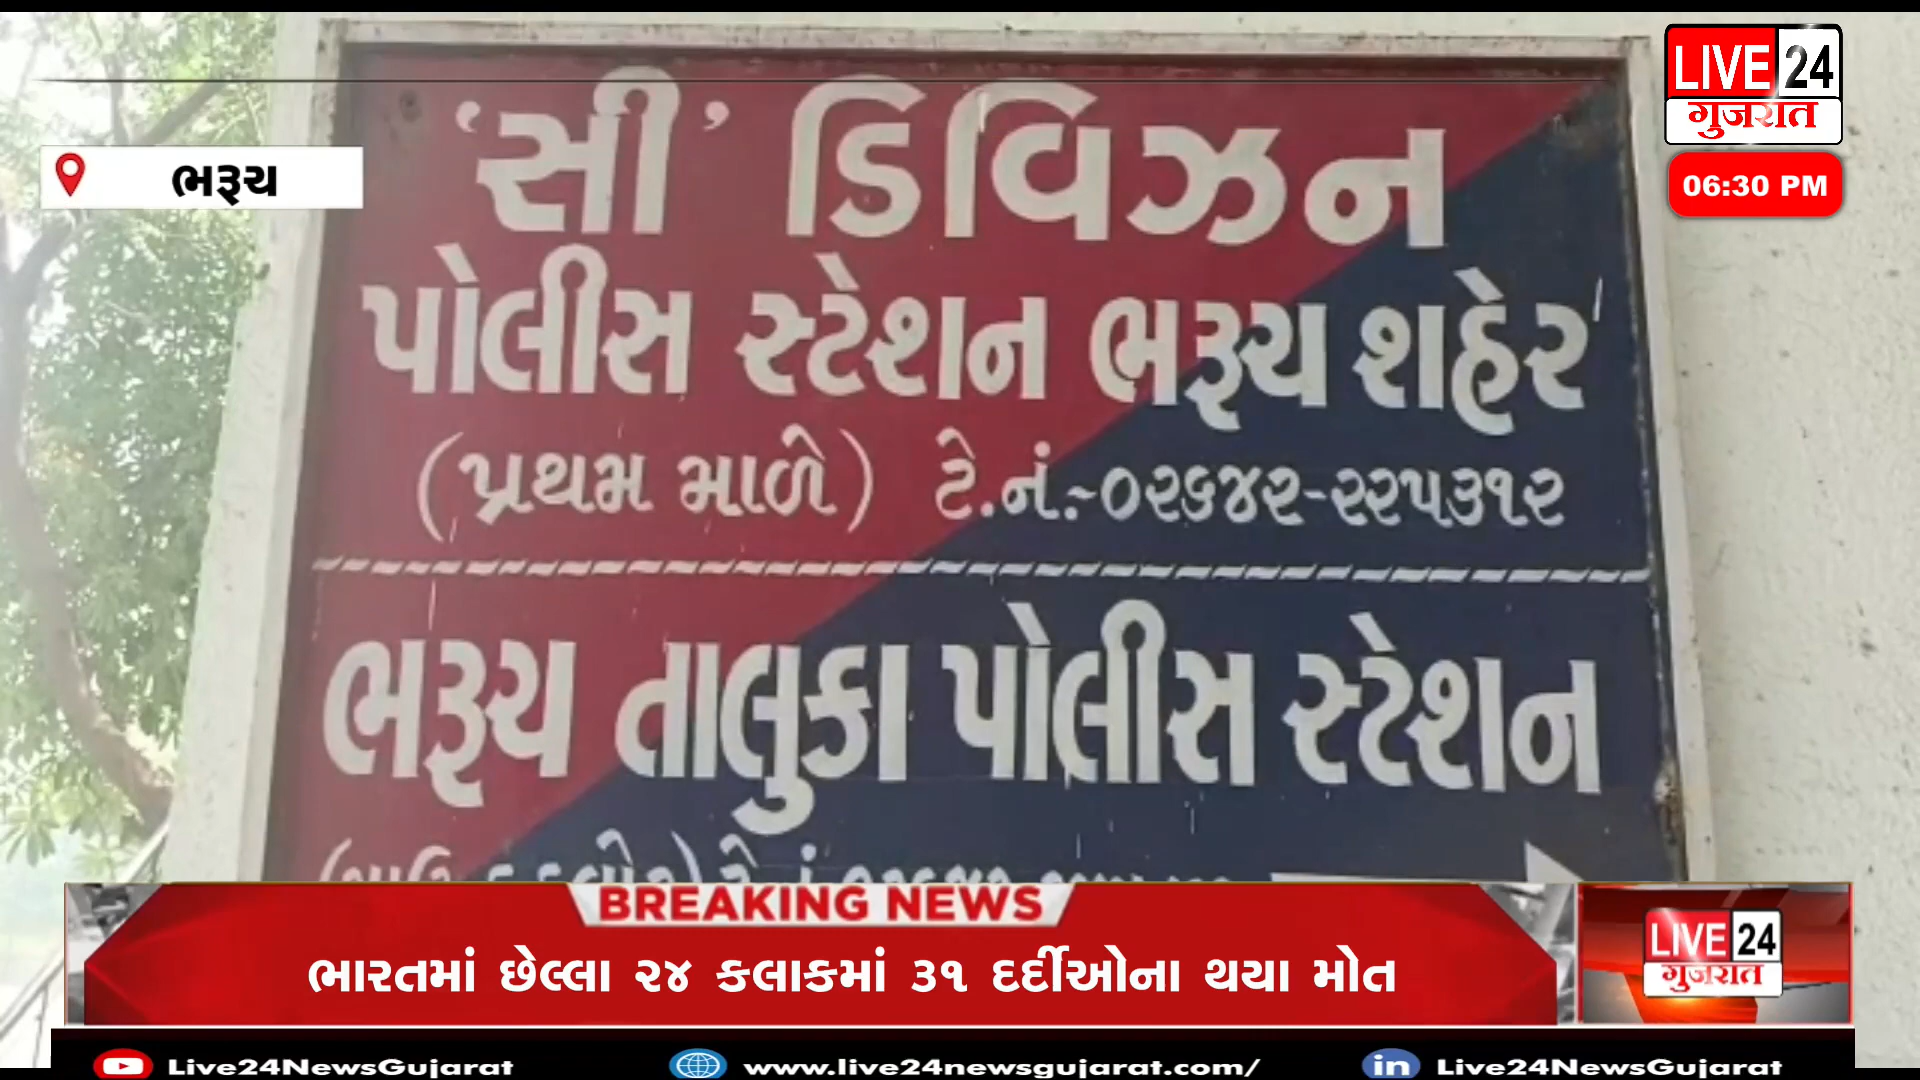 LIVE 24
गुजरात
06:30 PM
ભરૂચ
'સી' ડિવિઝન
પોલીસ સ્ટેશન ભરૂચ શહેર
(પ્રથમ માળે) ટે.નં.:-૦૨૬૪૨-૨૨૫૩૧૨
ભરૂચ તાલુકા પોલીસ સ્ટેશન
BREAKING NEWS
ભારતમાં છેલ્લા ૨૪ કલાકમાં ૩૧ દર્દીઓના થયા મોત
LIVE 24
गुजरात
Live24NewsGujarat www.live24newsgujarat.com/ in Live24NewsGujarat